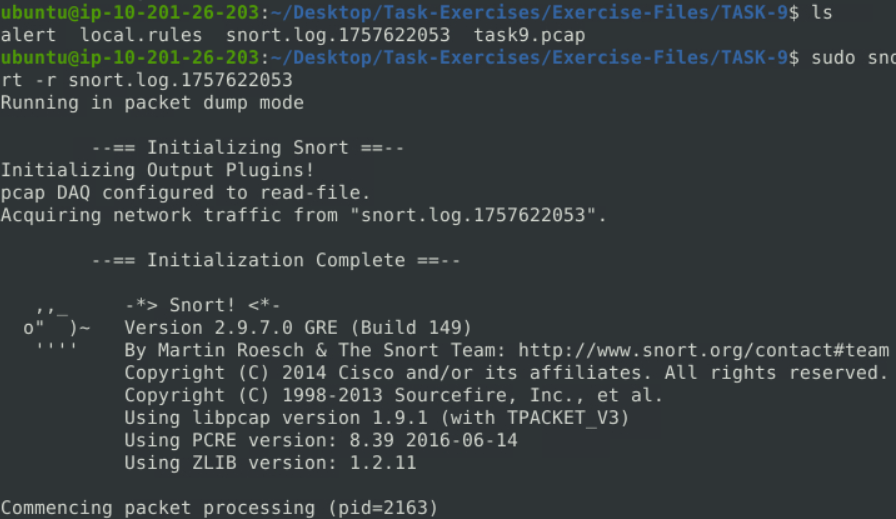 ubuntu@ip-10-201-26-203:~/Desktop/Task-Exercises/Exercise-Files/TASK-9$ ls
alert  local.rules  snort.log.1757622053  task9.pcap
ubuntu@ip-10-201-26-203:~/Desktop/Task-Exercises/Exercise-Files/TASK-9$ sudo sno
rt -r snort.log.1757622053
Running in packet dump mode

        --== Initializing Snort ==--
Initializing Output Plugins!
pcap DAQ configured to read-file.
Acquiring network traffic from "snort.log.1757622053".

        --== Initialization Complete ==--

   ,,_     -*> Snort! <*-
  o"  )~   Version 2.9.7.0 GRE (Build 149)
   ''''    By Martin Roesch & The Snort Team: http://www.snort.org/contact#team
           Copyright (C) 2014 Cisco and/or its affiliates. All rights reserved.
           Copyright (C) 1998-2013 Sourcefire, Inc., et al.
           Using libpcap version 1.9.1 (with TPACKET_V3)
           Using PCRE version: 8.39 2016-06-14
           Using ZLIB version: 1.2.11

Commencing packet processing (pid=2163)